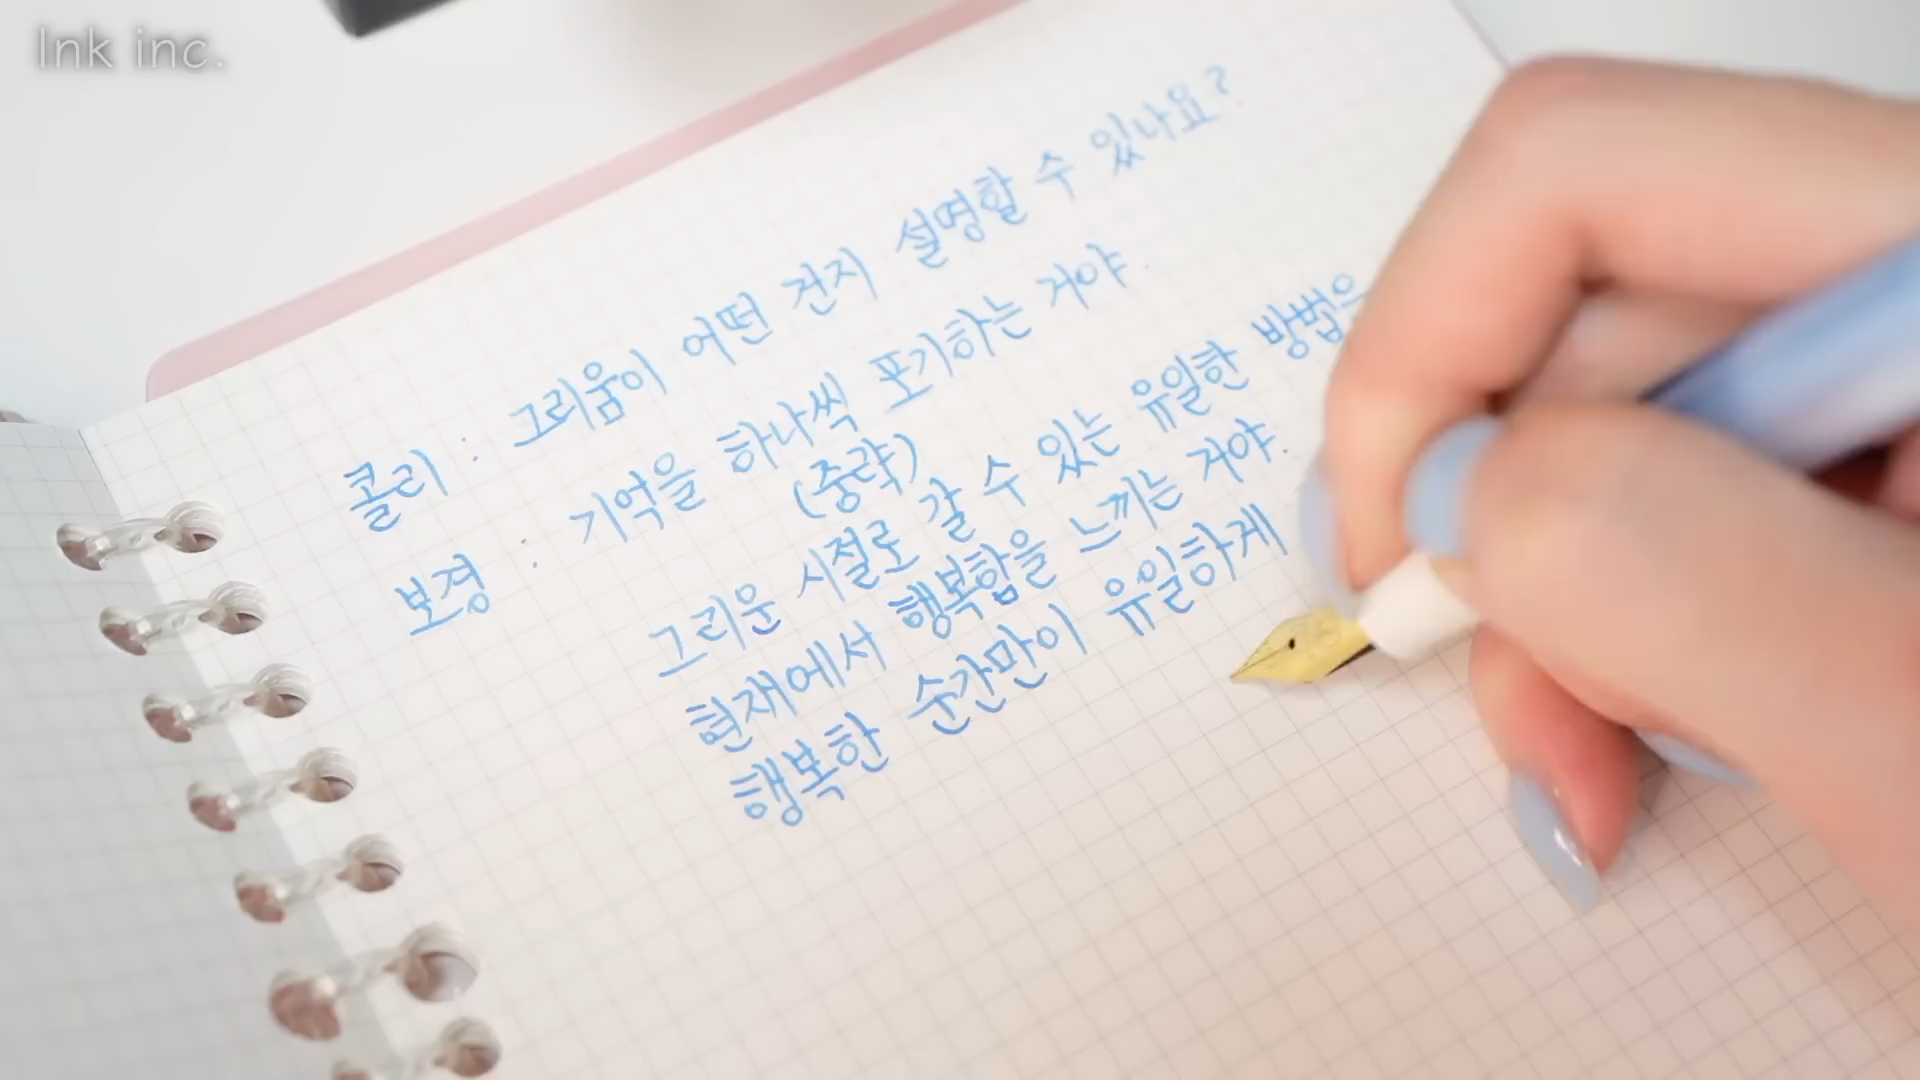 Ink inc.
콜리 : 그리움이 어떤 건지 설명할 수 있나요?
보경 : 기억을 하나씩 포기하는 거야.
(중략)
그리운 시절로 갈 수 있는 유일한 방법은
현재에서 행복함을 느끼는 거야.
행복한 순간만이 유일하게